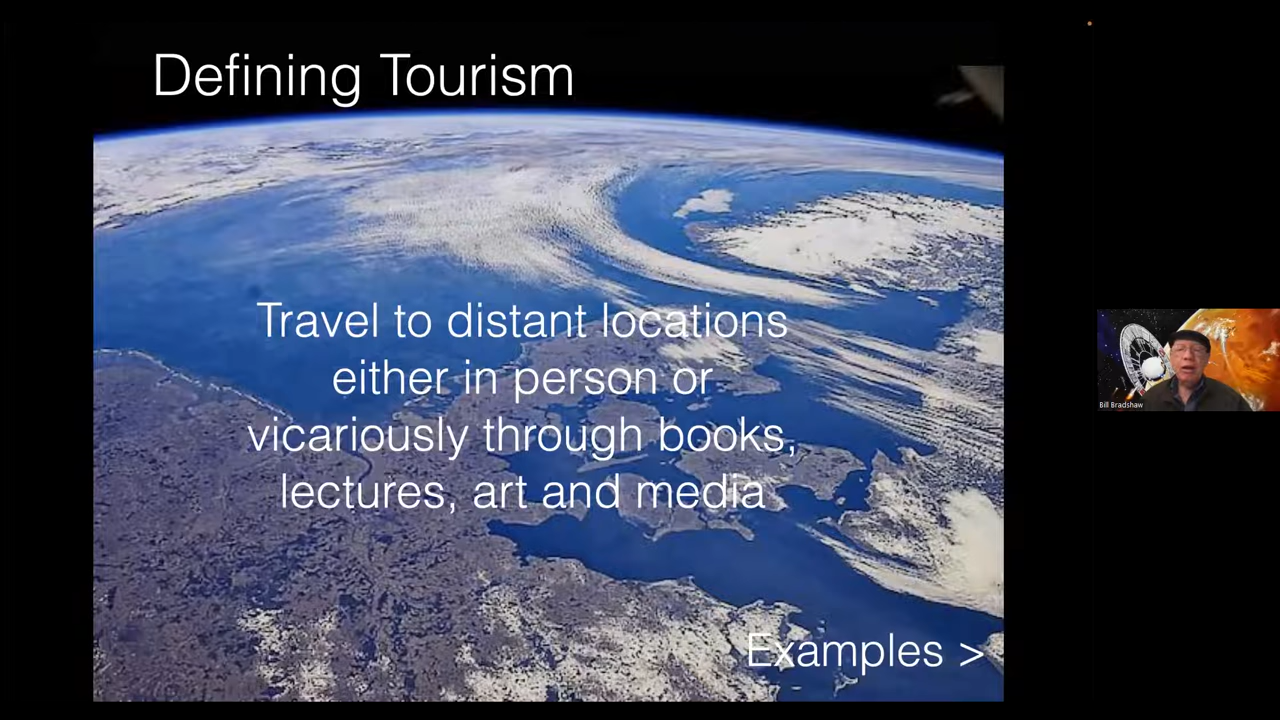 Defining Tourism
Travel to distant locations
either in person or
vicariously through books,
lectures, art and media
Examples >
Bill Bradshaw